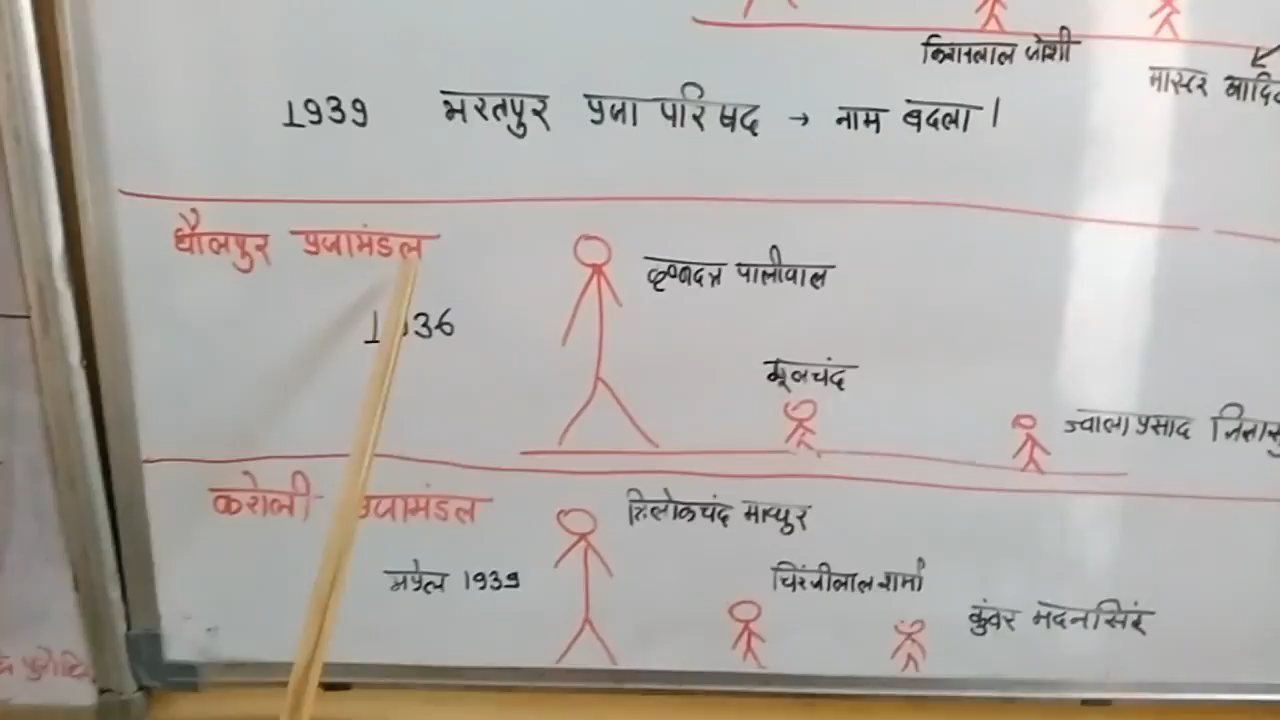 किशनलाल जोशी
मास्टर आदि
1939 भरतपुर प्रजा परिषद → नाम बदला।
धौलपुर प्रजामंडल
1936
कृष्णदत्त पालीवाल
मूलचंद
ज्वाला प्रसाद जिज्ञासु
करौली प्रजामंडल
अप्रैल 1939
त्रिलोकचंद माथुर
चिरंजीलाल शर्मा
कुंवर मदनसिंह